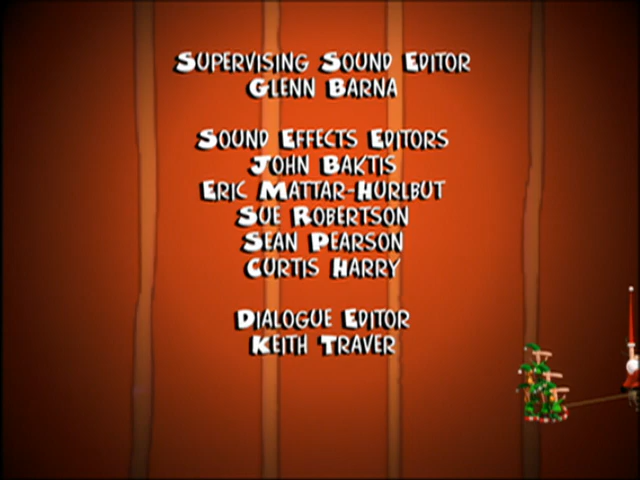 Supervising Sound Editor
Glenn Barna
Sound Effects Editors
John Baktis
Eric Mattar-Hurlbut
Sue Robertson
Sean Pearson
Curtis Harry
Dialogue Editor
Keith Traver